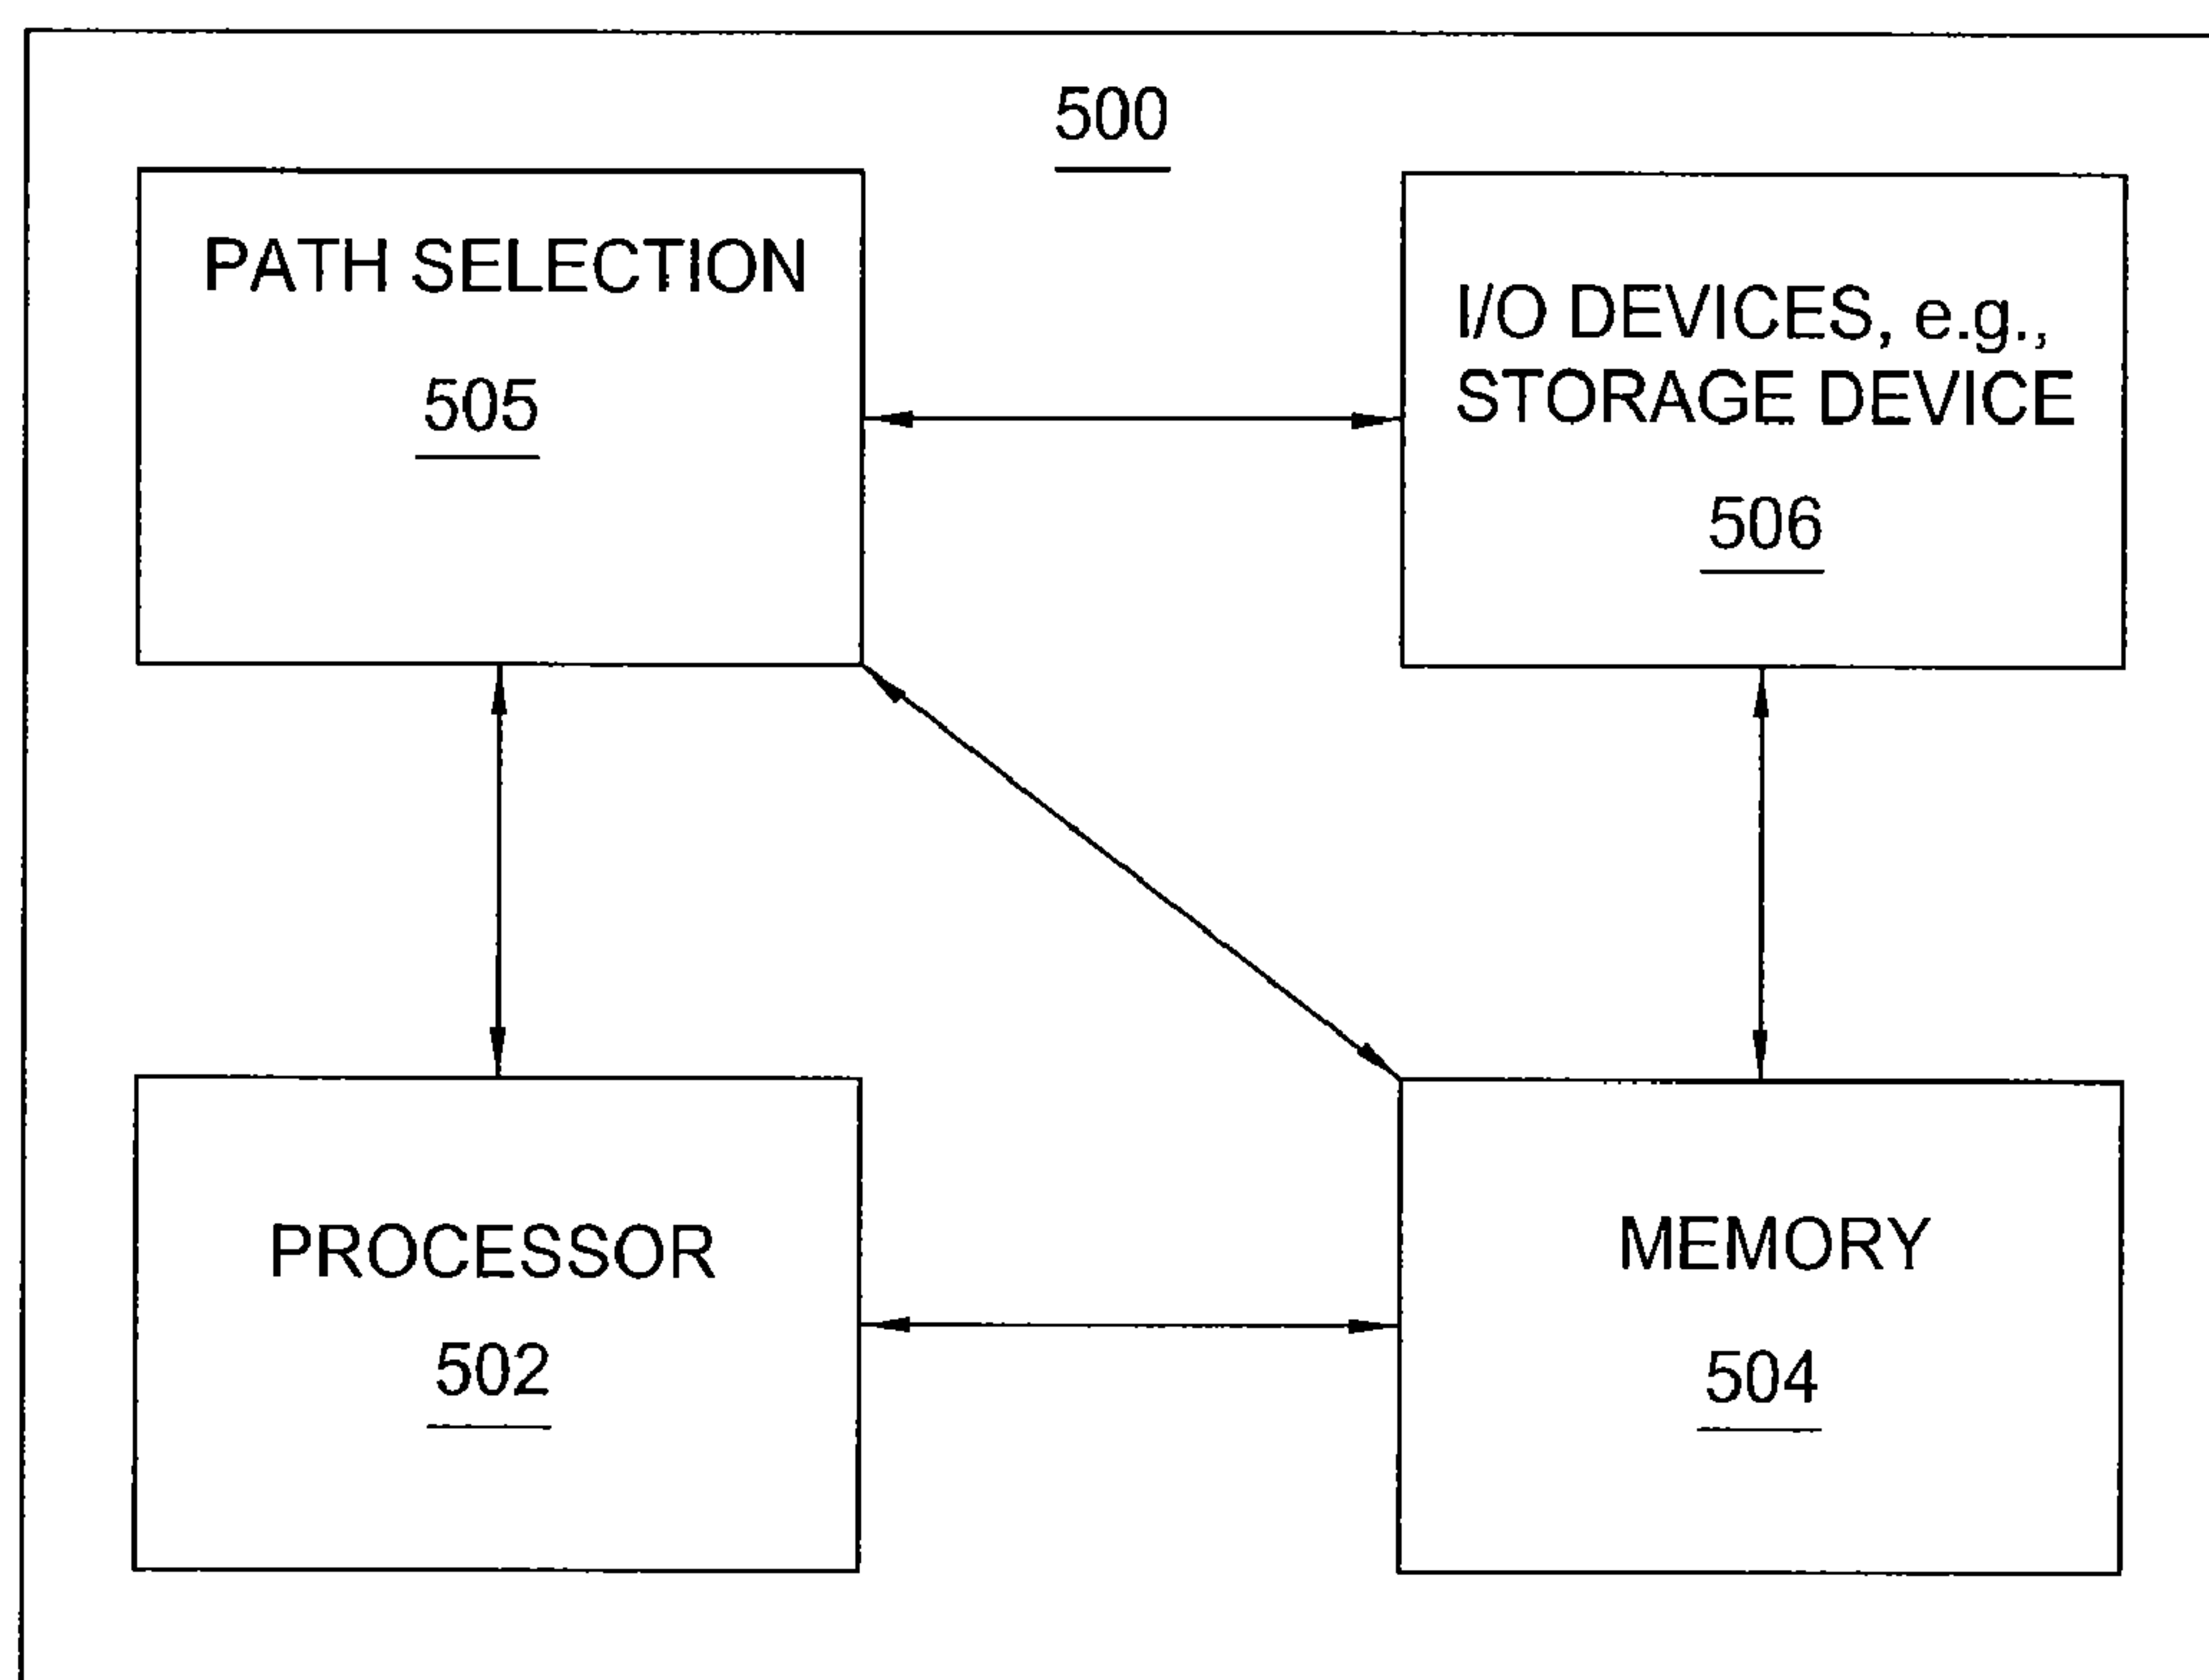 500
PATH SELECTION
505
I/O DEVICES, e.g.,
STORAGE DEVICE
506
PROCESSOR
502
MEMORY
504